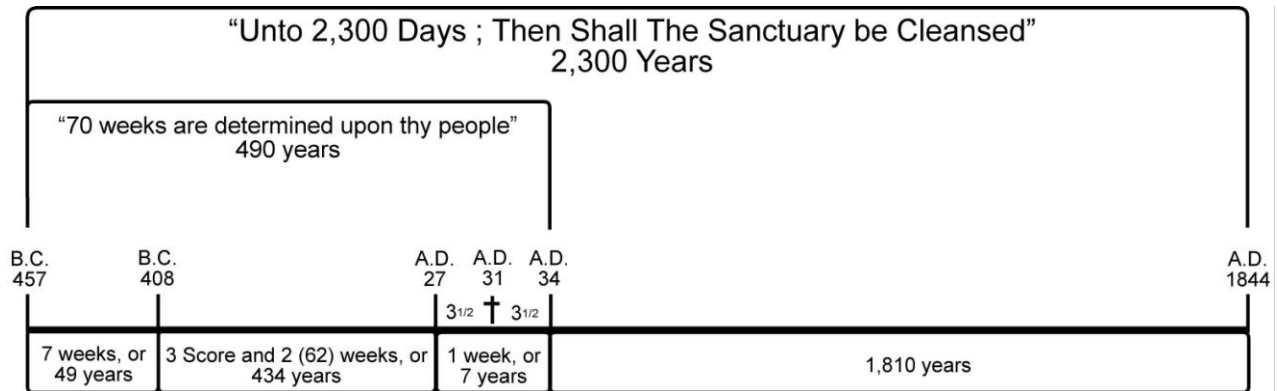 “Unto 2,300 Days ; Then Shall The Sanctuary be Cleansed”
2,300 Years
“70 weeks are determined upon thy people”
490 years
B.C.
457
B.C.
408
A.D.
27
A.D.
31
A.D.
34
A.D.
1844
3 1/2
3 1/2
7 weeks, or
49 years
3 Score and 2 (62) weeks, or
434 years
1 week, or
7 years
1,810 years